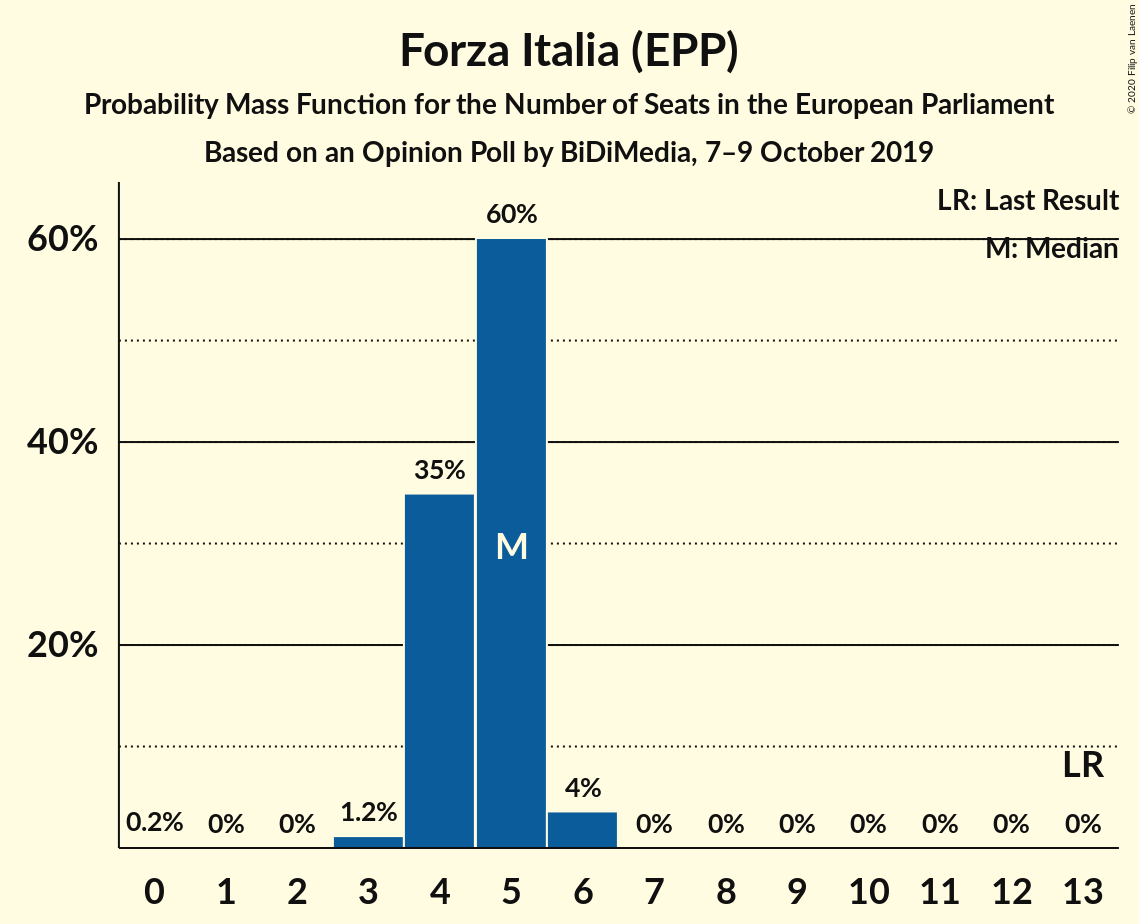 Forza Italia (EPP)
Probability Mass Function for the Number of Seats in the European Parliament
Based on an Opinion Poll by BiDiMedia, 7–9 October 2019
© 2020 Filip van Laenen
LR: Last Result
M: Median
60%
40%
20%
0.2%
0%
0%
1.2%
35%
60%
M
4%
0%
0%
0%
0%
0%
0%
LR
0%
0 1 2 3 4 5 6 7 8 9 10 11 12 13